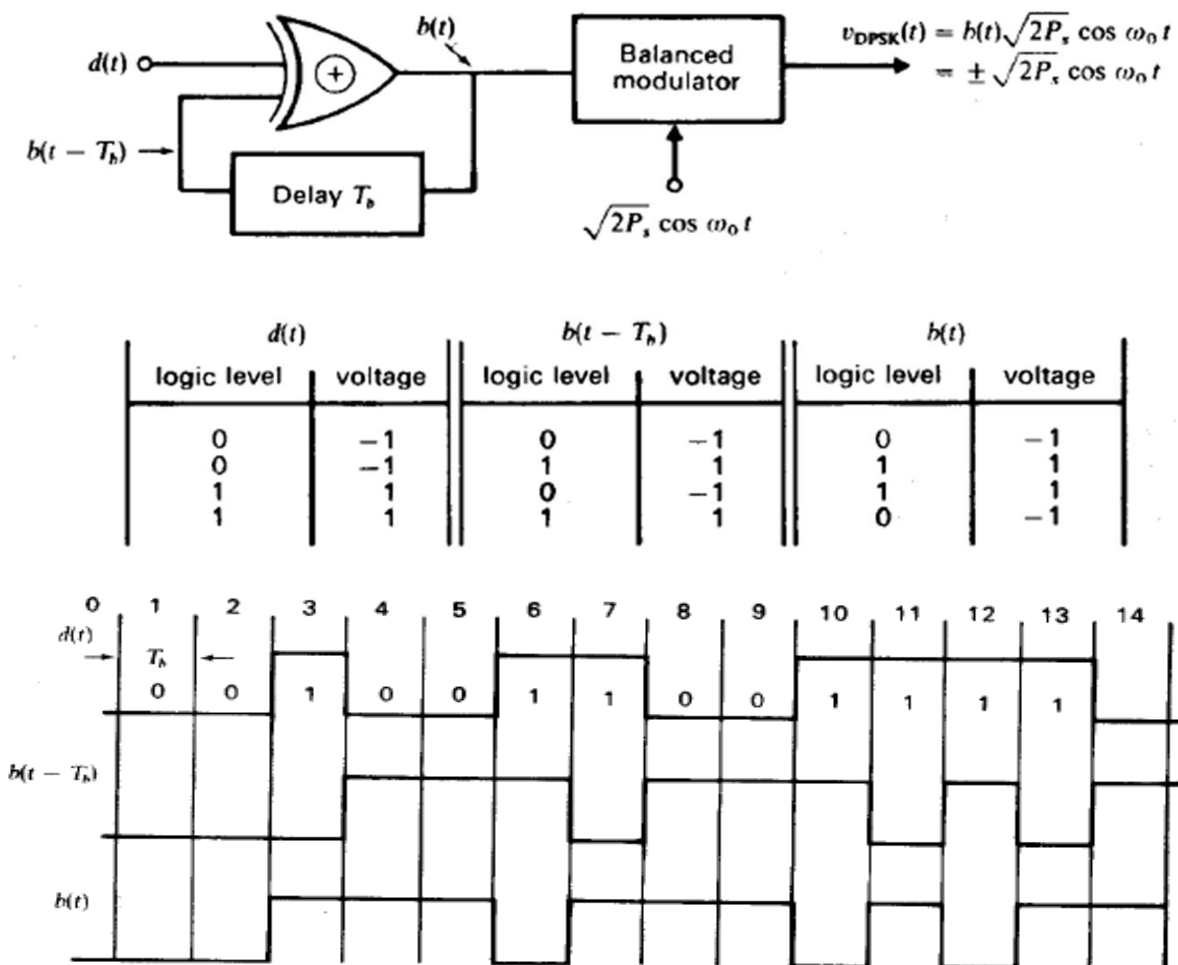 b(t)
d(t)
+
Balanced modulator
v_DPSK(t) = b(t)√2P_s cos ω_0 t
= ± √2P_s cos ω_0 t
b(t − T_b)
Delay T_b
√2P_s cos ω_0 t
d(t) b(t − T_b) b(t)
logic level voltage logic level voltage logic level voltage
0 −1 0 −1 0 −1
0 −1 1 1 1 1
1 1 0 −1 1 1
1 1 1 1 0 −1
0 1 2 3 4 5 6 7 8 9 10 11 12 13 14
d(t)
T_b
0 0 1 0 0 1 1 0 0 1 1 1 1
b(t − T_b)
b(t)